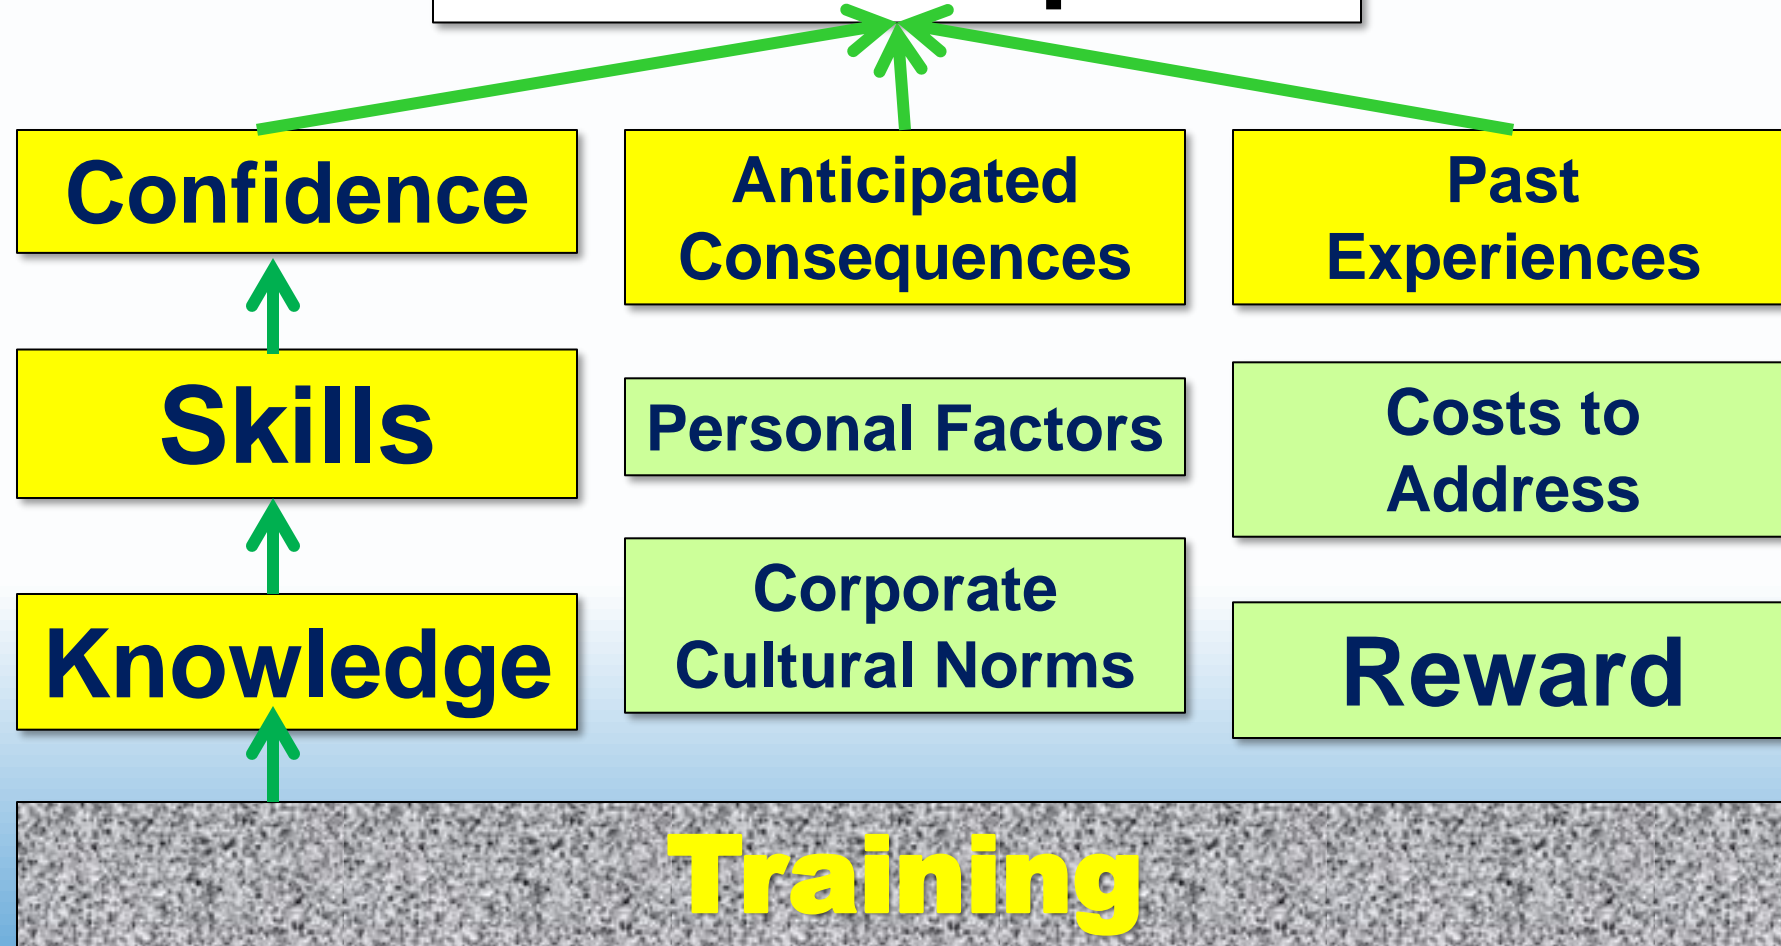 Confidence
Anticipated
Consequences
Past
Experiences
Skills
Personal Factors
Costs to
Address
Knowledge
Corporate
Cultural Norms
Reward
Training